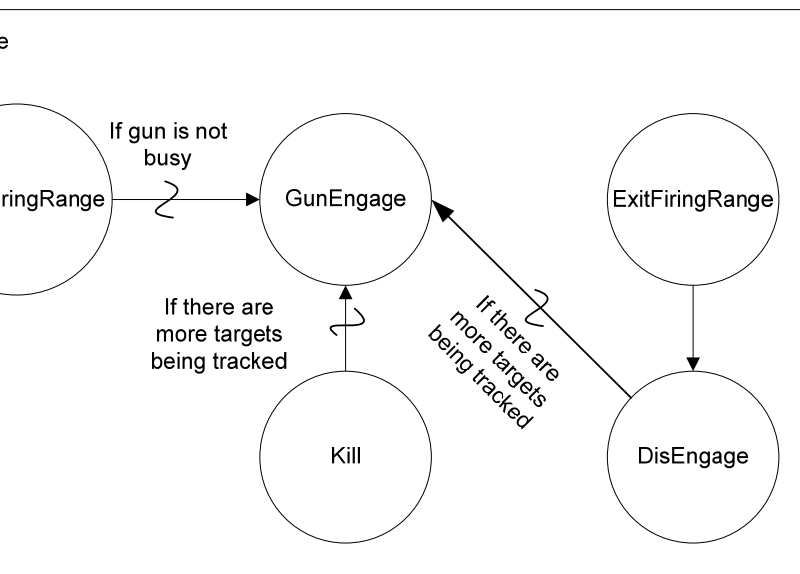 e
If gun is not
busy
ringRange
GunEngage
ExitFiringRange
If there are
more targets
being tracked
If there are
more targets
being tracked
Kill
DisEngage